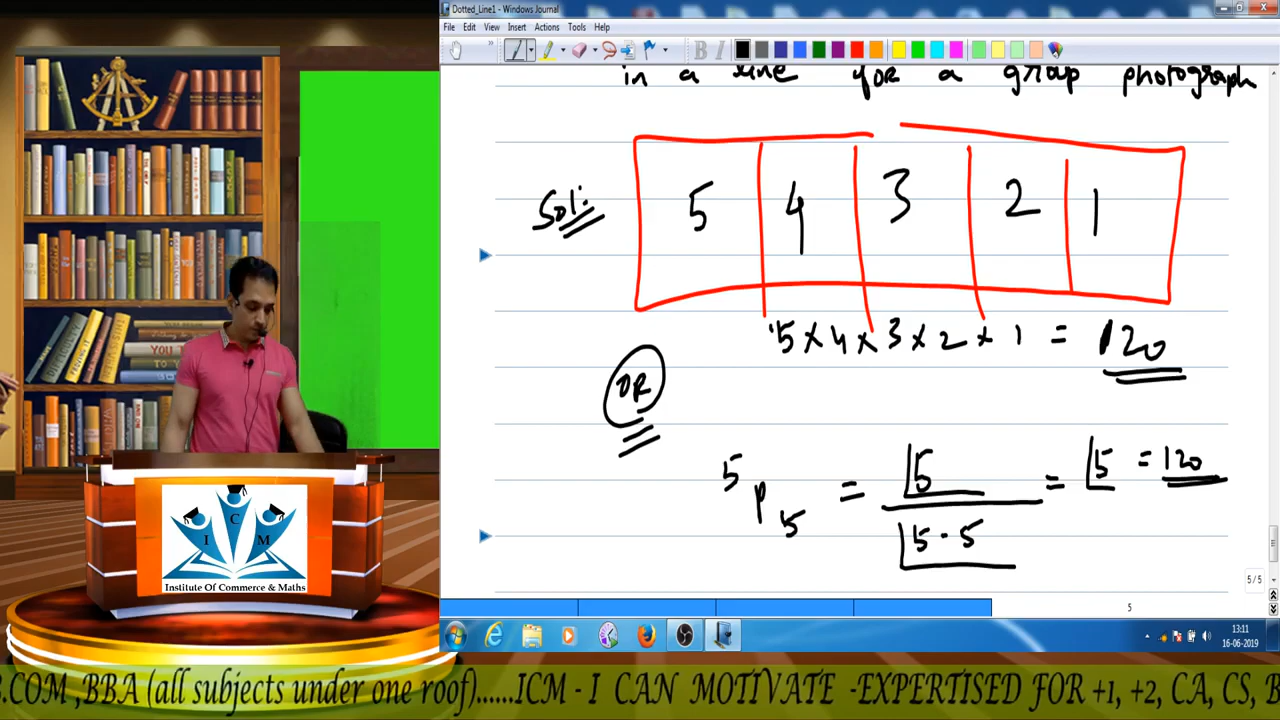 Dotted_Line1 - Windows Journal
File Edit View Insert Actions Tools Help
in a line for a group photograph
Sol:
5 4 3 2 1
5 x 4 x 3 x 2 x 1 = 120
OR
5 P 5 = |5 / |5 - 5 = |5 = 120
I C M
Institute Of Commerce & Maths
5/5
5
13:11
16-06-2019
B.COM ,BBA (all subjects under one roof)......ICM - I CAN MOTIVATE -EXPERTISED FOR +1, +2, CA, CS, B